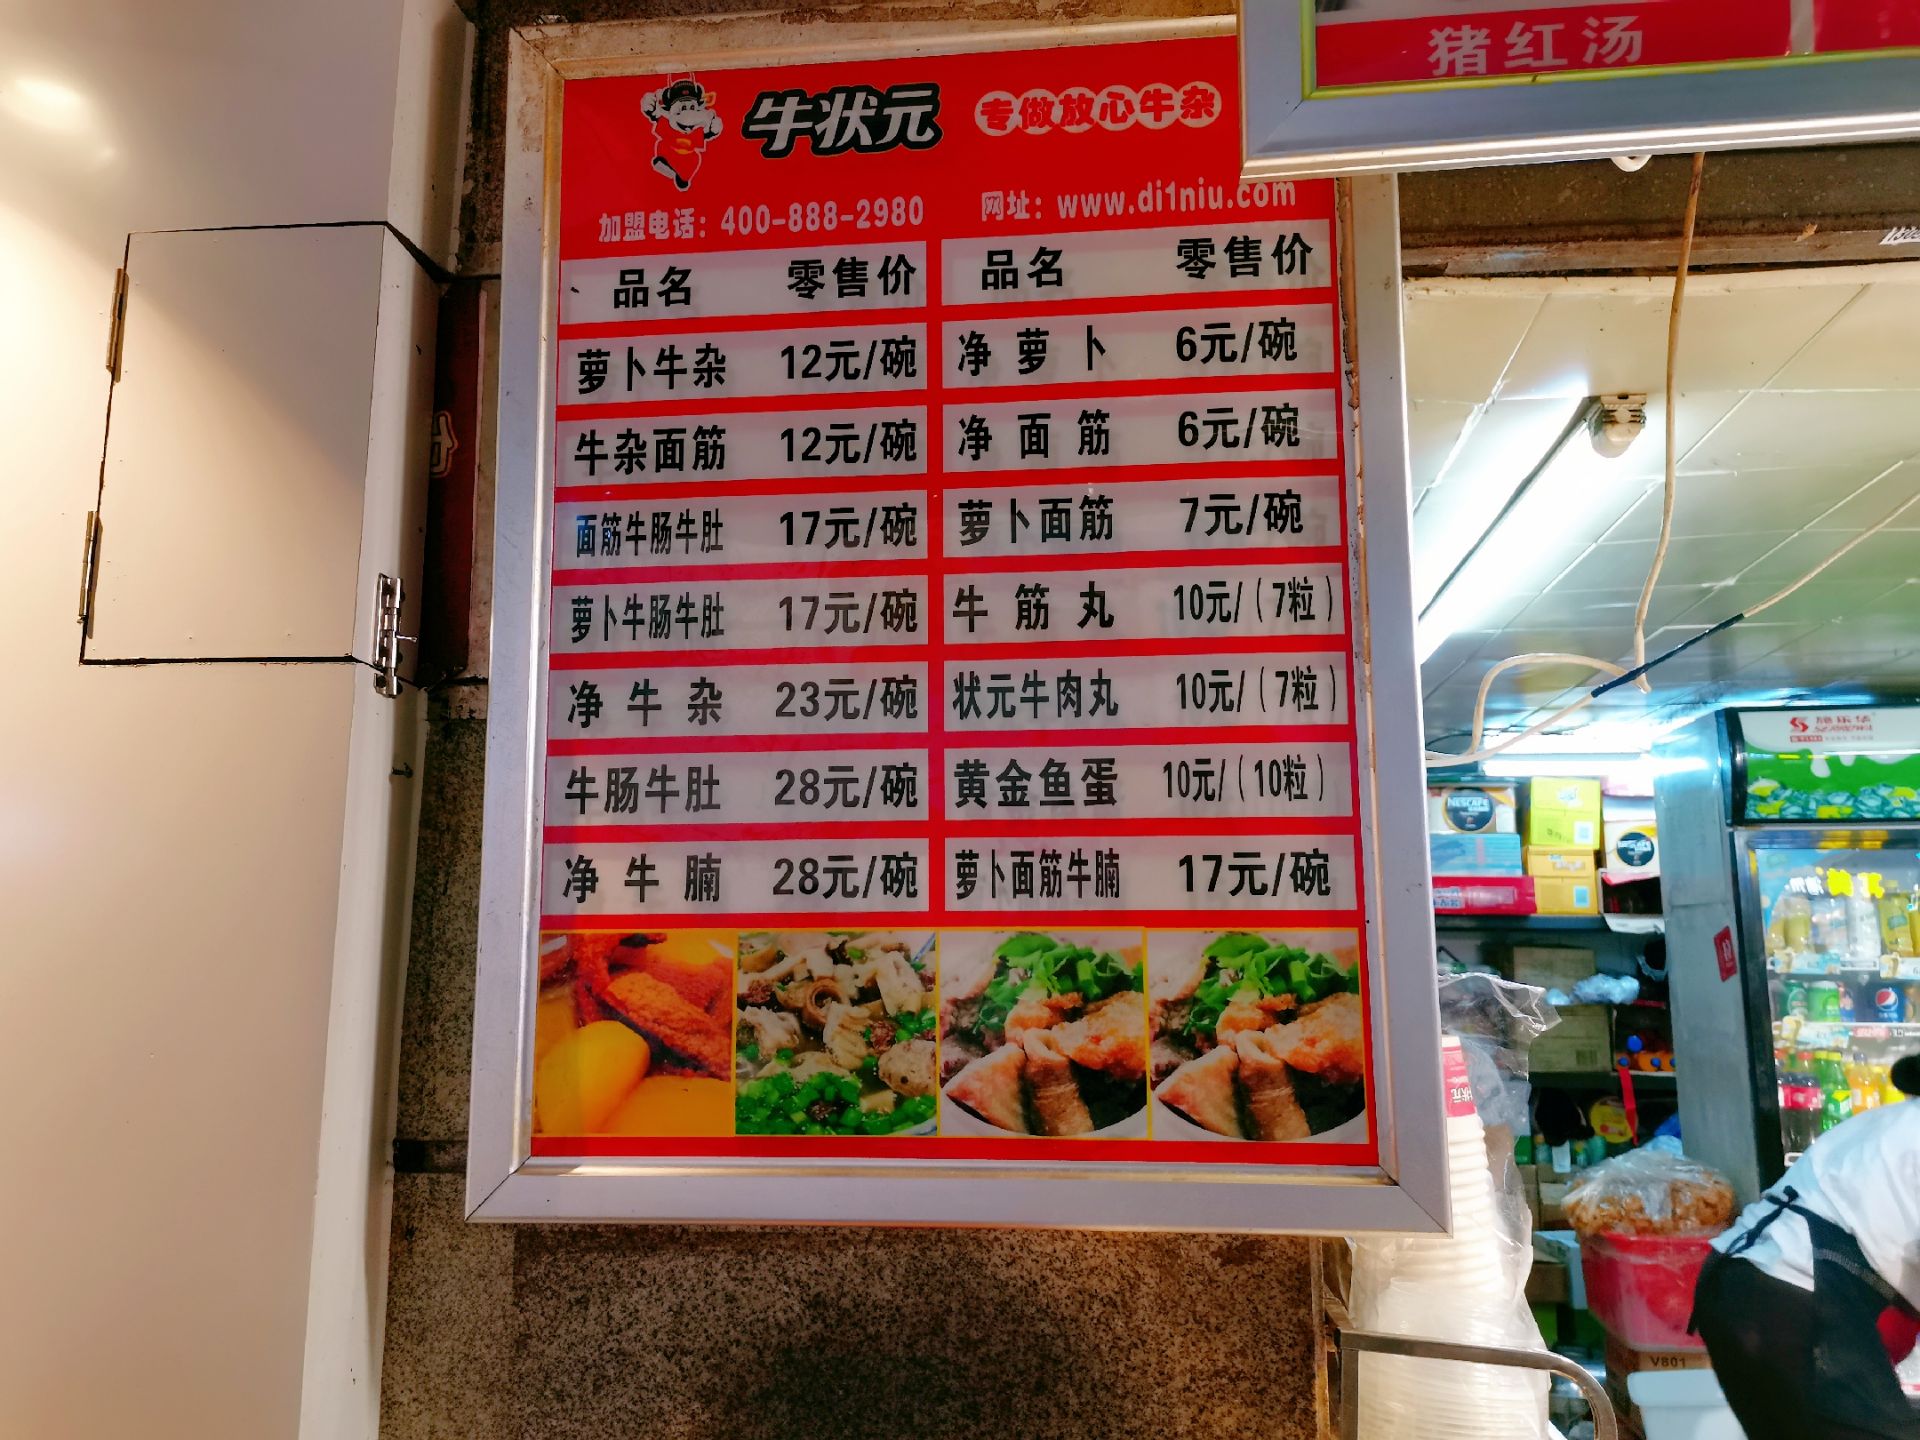 猪红汤
牛状元 专做放心牛杂
加盟电话：400-888-2980 网址：www.di1niu.com
品名 零售价 品名 零售价
萝卜牛杂 12元/碗 净萝卜 6元/碗
牛杂面筋 12元/碗 净面筋 6元/碗
面筋牛肠牛肚 17元/碗 萝卜面筋 7元/碗
萝卜牛肠牛肚 17元/碗 牛筋丸 10元/（7粒）
净牛杂 23元/碗 状元牛肉丸 10元/（7粒）
牛肠牛肚 28元/碗 黄金鱼蛋 10元/（10粒）
净牛腩 28元/碗 萝卜面筋牛腩 17元/碗
NESCAFÉ
V801